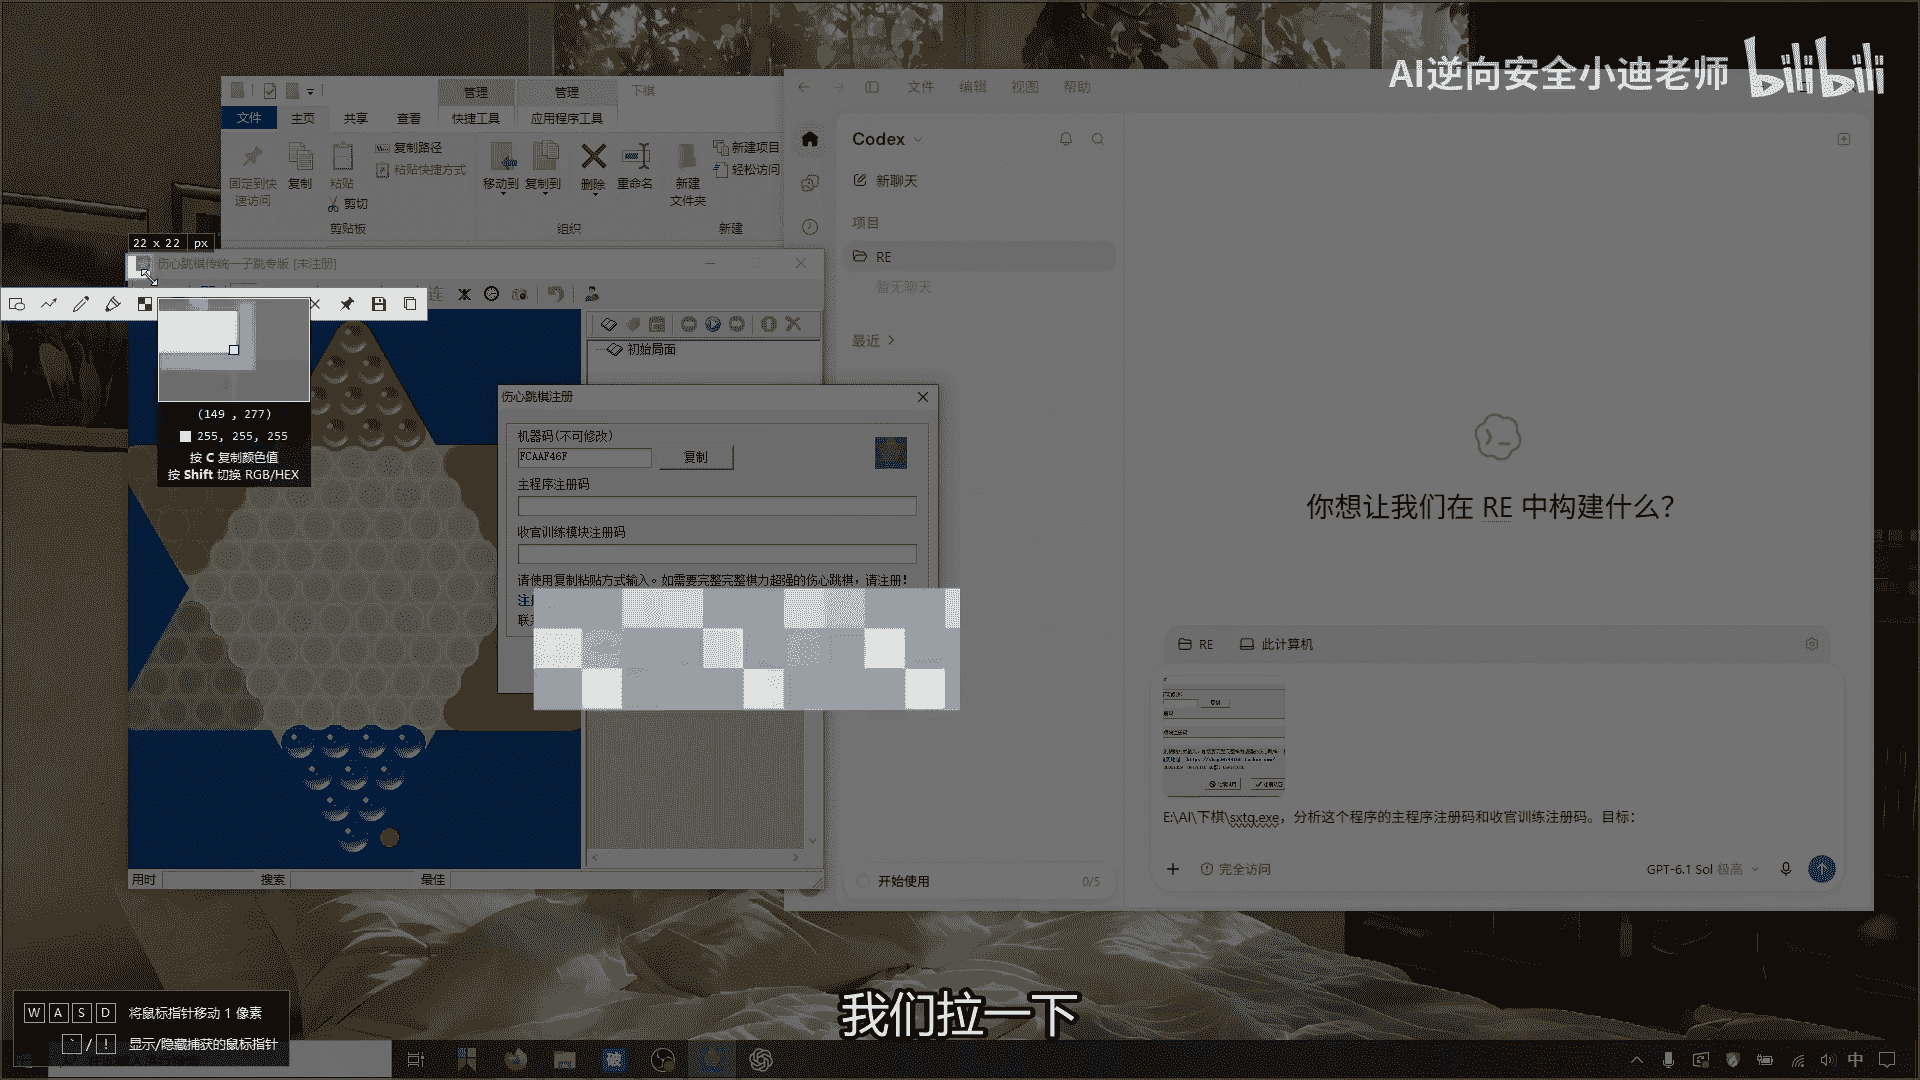 AI逆向安全小迪老师 bilibili
管理
管理
下棋
文件
主页
共享
查看
快捷工具
应用程序工具
固定到快
速访问
复制
粘贴
复制路径
粘贴快捷方式
剪切
移动到
复制到
删除
重命名
新建
文件夹
新建项目
轻松访问
剪贴板
组织
新建
22 x 22 px
伤心跳棋传统一子跳专版 [未注册]
连
(149 , 277)
255, 255, 255
按 C 复制颜色值
按 Shift 切换 RGB/HEX
初始局面
伤心跳棋注册
机器码(不可修改)
FCAAF46F
复制
主程序注册码
收官训练模块注册码
请使用复制粘贴方式输入。如需要完整完整棋力超强的伤心跳棋，请注册!
用时
搜索
最佳
文件
编辑
视图
帮助
Codex
新聊天
项目
RE
暂无聊天
最近
开始使用
0/5
你想让我们在 RE 中构建什么？
RE
此计算机
E:\AI\下棋\sxtq.exe，分析这个程序的主程序注册码和收官训练注册码。目标：
完全访问
GPT-6.1 Sol 极高
我们拉一下
W A S D 将鼠标指针移动 1 像素
` / ! 显示/隐藏捕获的鼠标指针
破
中